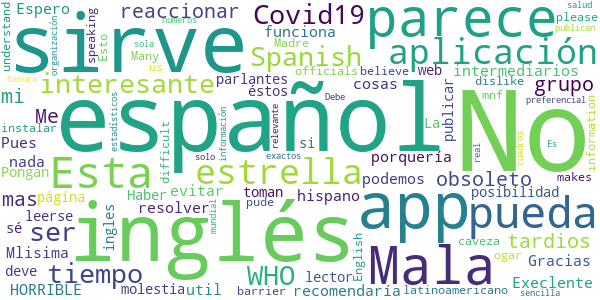 understand Espero reaccionar Covid19 parece please salud
organización speaking Esto Madre funciona números sola publican
sirve Many us Spanish officials believe web aplicación intermediarios
basura interesante parlantes éstos cosas La dislike mnf grupo
mi Me español No
instalar Pues estadísticos si publicar
nada Pongan Esta difficult información estrella solo porquería relevante Debe preferencial information
mas página Haber evitar toman podemos obsoleto real cuadros Es makes
leerse resolver hispano posibilidad
sé ingles inglés pude app pueda
Mlisima ser mundial WHO lector English Mala tardios
deve tiempo exactos caveza ogar Gracias
HORRIBLE molestia util barrier recomendaría latinoamericano Execlente sencilla